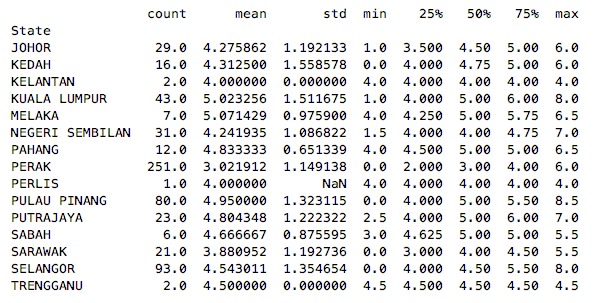 count mean std min 25% 50% 75% max
State
JOHOR 29.0 4.275862 1.192133 1.0 3.500 4.50 5.00 6.0
KEDAH 16.0 4.312500 1.558578 0.0 4.000 4.75 5.00 6.0
KELANTAN 2.0 4.000000 0.000000 4.0 4.000 4.00 4.00 4.0
KUALA LUMPUR 43.0 5.023256 1.511675 1.0 4.000 5.00 6.00 8.0
MELAKA 7.0 5.071429 0.975900 4.0 4.250 5.00 5.75 6.5
NEGERI SEMBILAN 31.0 4.241935 1.086822 1.5 4.000 4.00 4.75 7.0
PAHANG 12.0 4.833333 0.651339 4.0 4.500 5.00 5.00 6.5
PERAK 251.0 3.021912 1.149138 0.0 2.000 3.00 4.00 6.0
PERLIS 1.0 4.000000 NaN 4.0 4.000 4.00 4.00 4.0
PULAU PINANG 80.0 4.950000 1.323115 0.0 4.000 5.00 5.50 8.5
PUTRAJAYA 23.0 4.804348 1.222322 2.5 4.000 5.00 6.00 7.0
SABAH 6.0 4.666667 0.875595 3.0 4.625 5.00 5.00 5.5
SARAWAK 21.0 3.880952 1.192736 0.0 3.000 4.00 4.50 5.5
SELANGOR 93.0 4.543011 1.354654 0.0 4.000 4.50 5.50 8.0
TRENGGANU 2.0 4.500000 0.000000 4.5 4.500 4.50 4.50 4.5